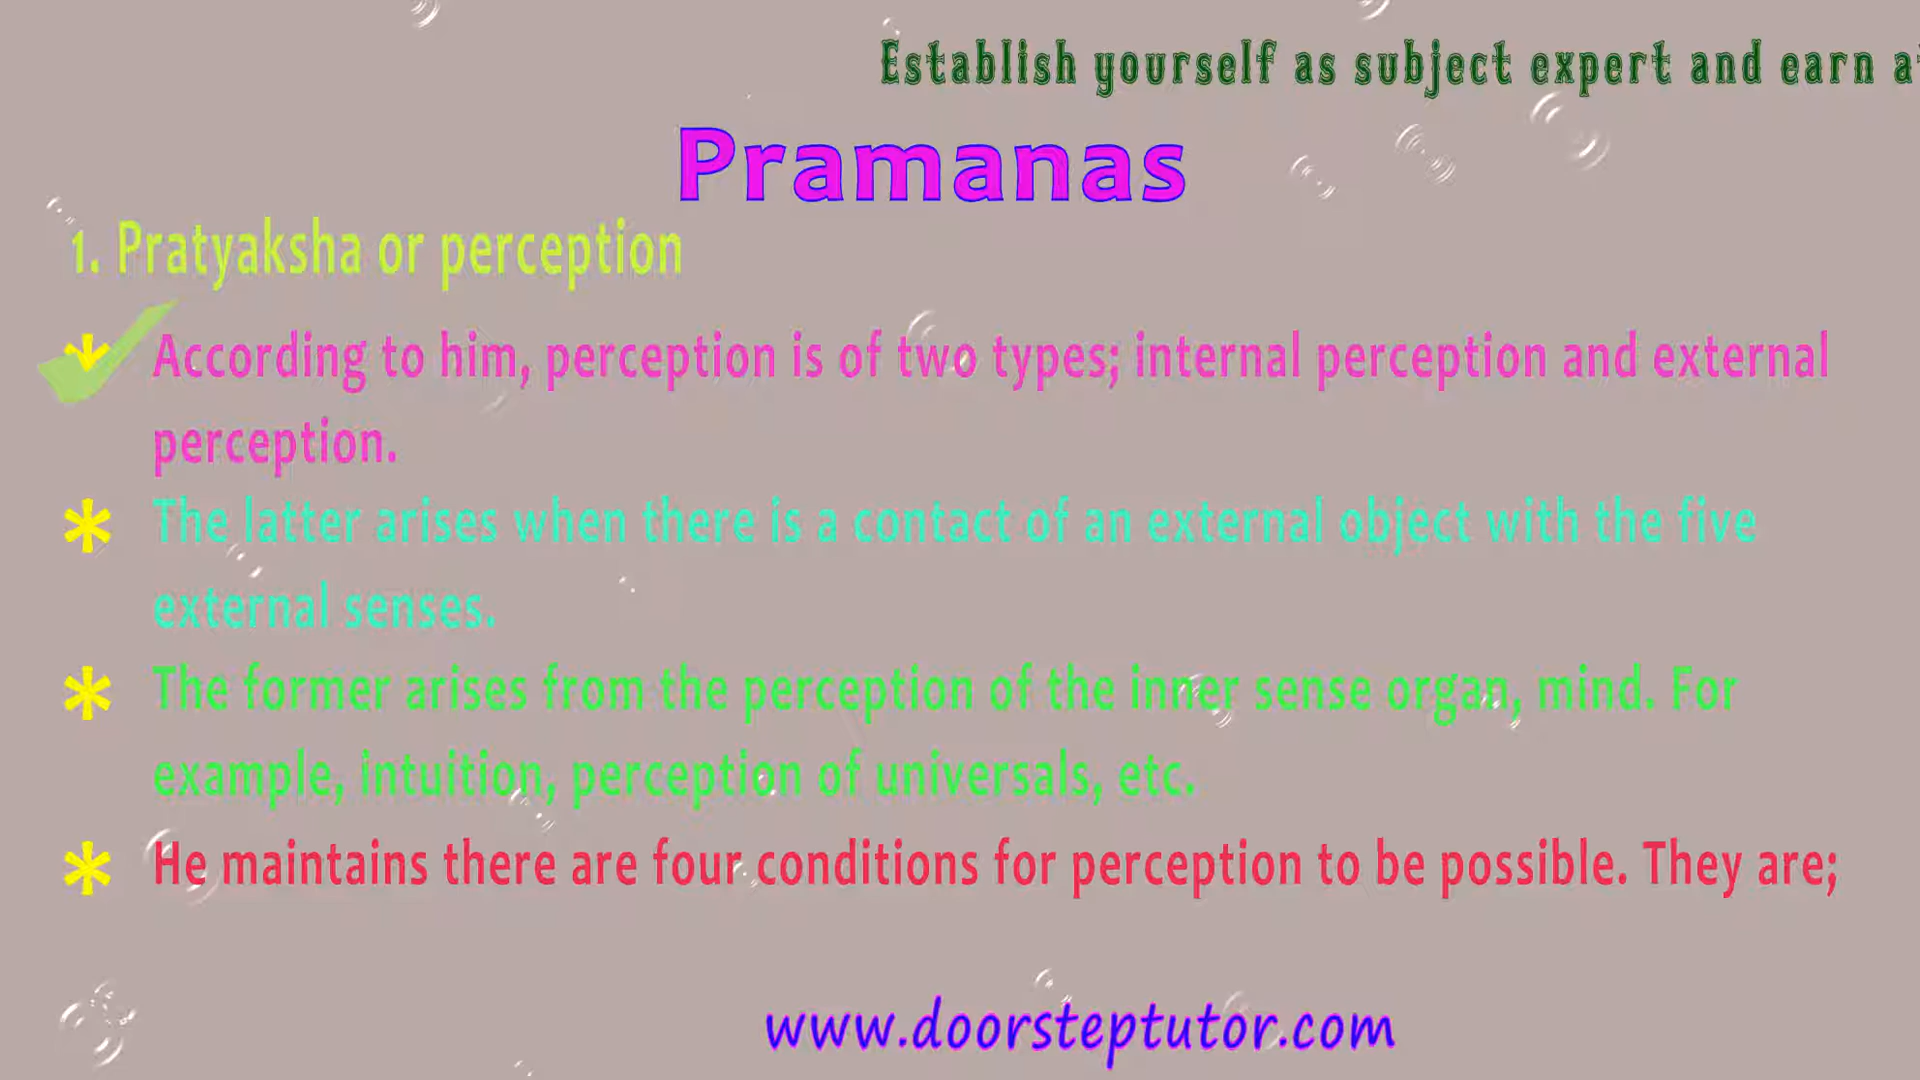 Establish yourself as subject expert and earn
Pramanas
1. Pratyaksha or perception
* According to him, perception is of two types; internal perception and external
perception.
* The latter arises when there is a contact of an external object with the five
external senses.
* The former arises from the perception of the inner sense organ, mind. For
example, intuition, perception of universals, etc.
* He maintains there are four conditions for perception to be possible. They are;
www.doorsteptutor.com